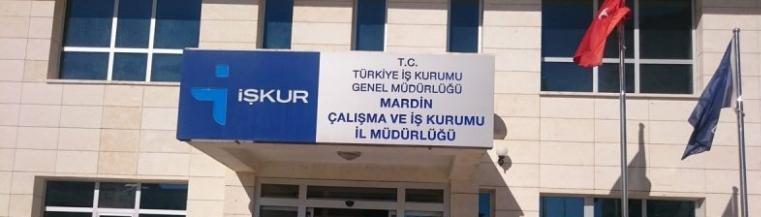 İŞKUR
T.C.
TÜRKİYE İŞ KURUMU
GENEL MÜDÜRLÜĞÜ
MARDİN
ÇALIŞMA VE İŞ KURUMU
İL MÜDÜRLÜĞÜ